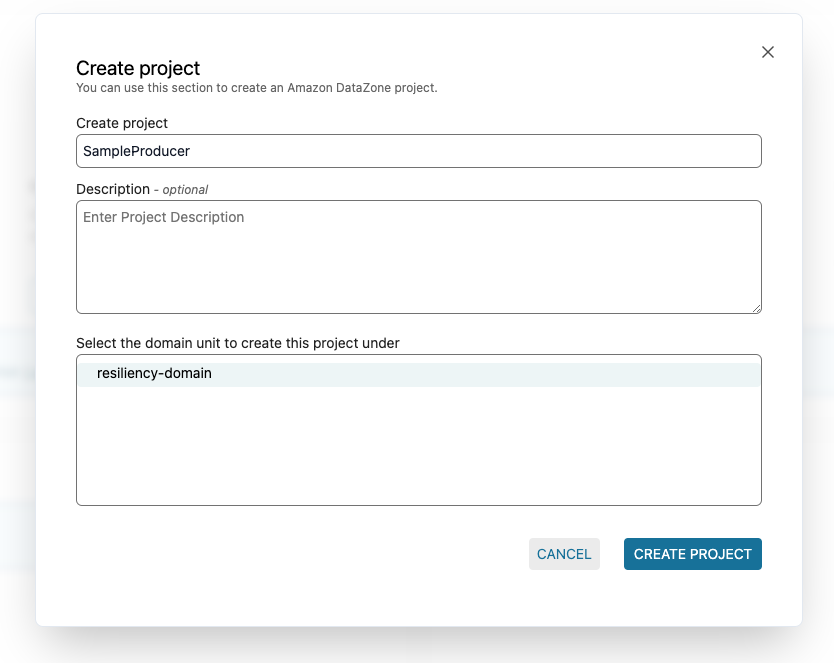 Create project
You can use this section to create an Amazon DataZone project.
Create project
SampleProducer
Description - optional
Enter Project Description
Select the domain unit to create this project under
resiliency-domain
CANCEL
CREATE PROJECT